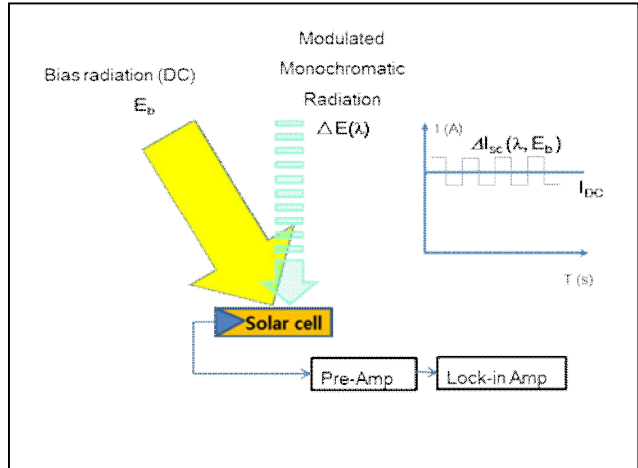 Modulated
Monochromatic
Radiation
ΔE(λ)
Bias radiation (DC)
E_b
I (A)
ΔI_sc(λ, E_b)
I_DC
T (s)
Solar cell
Pre-Amp
Lock-in Amp